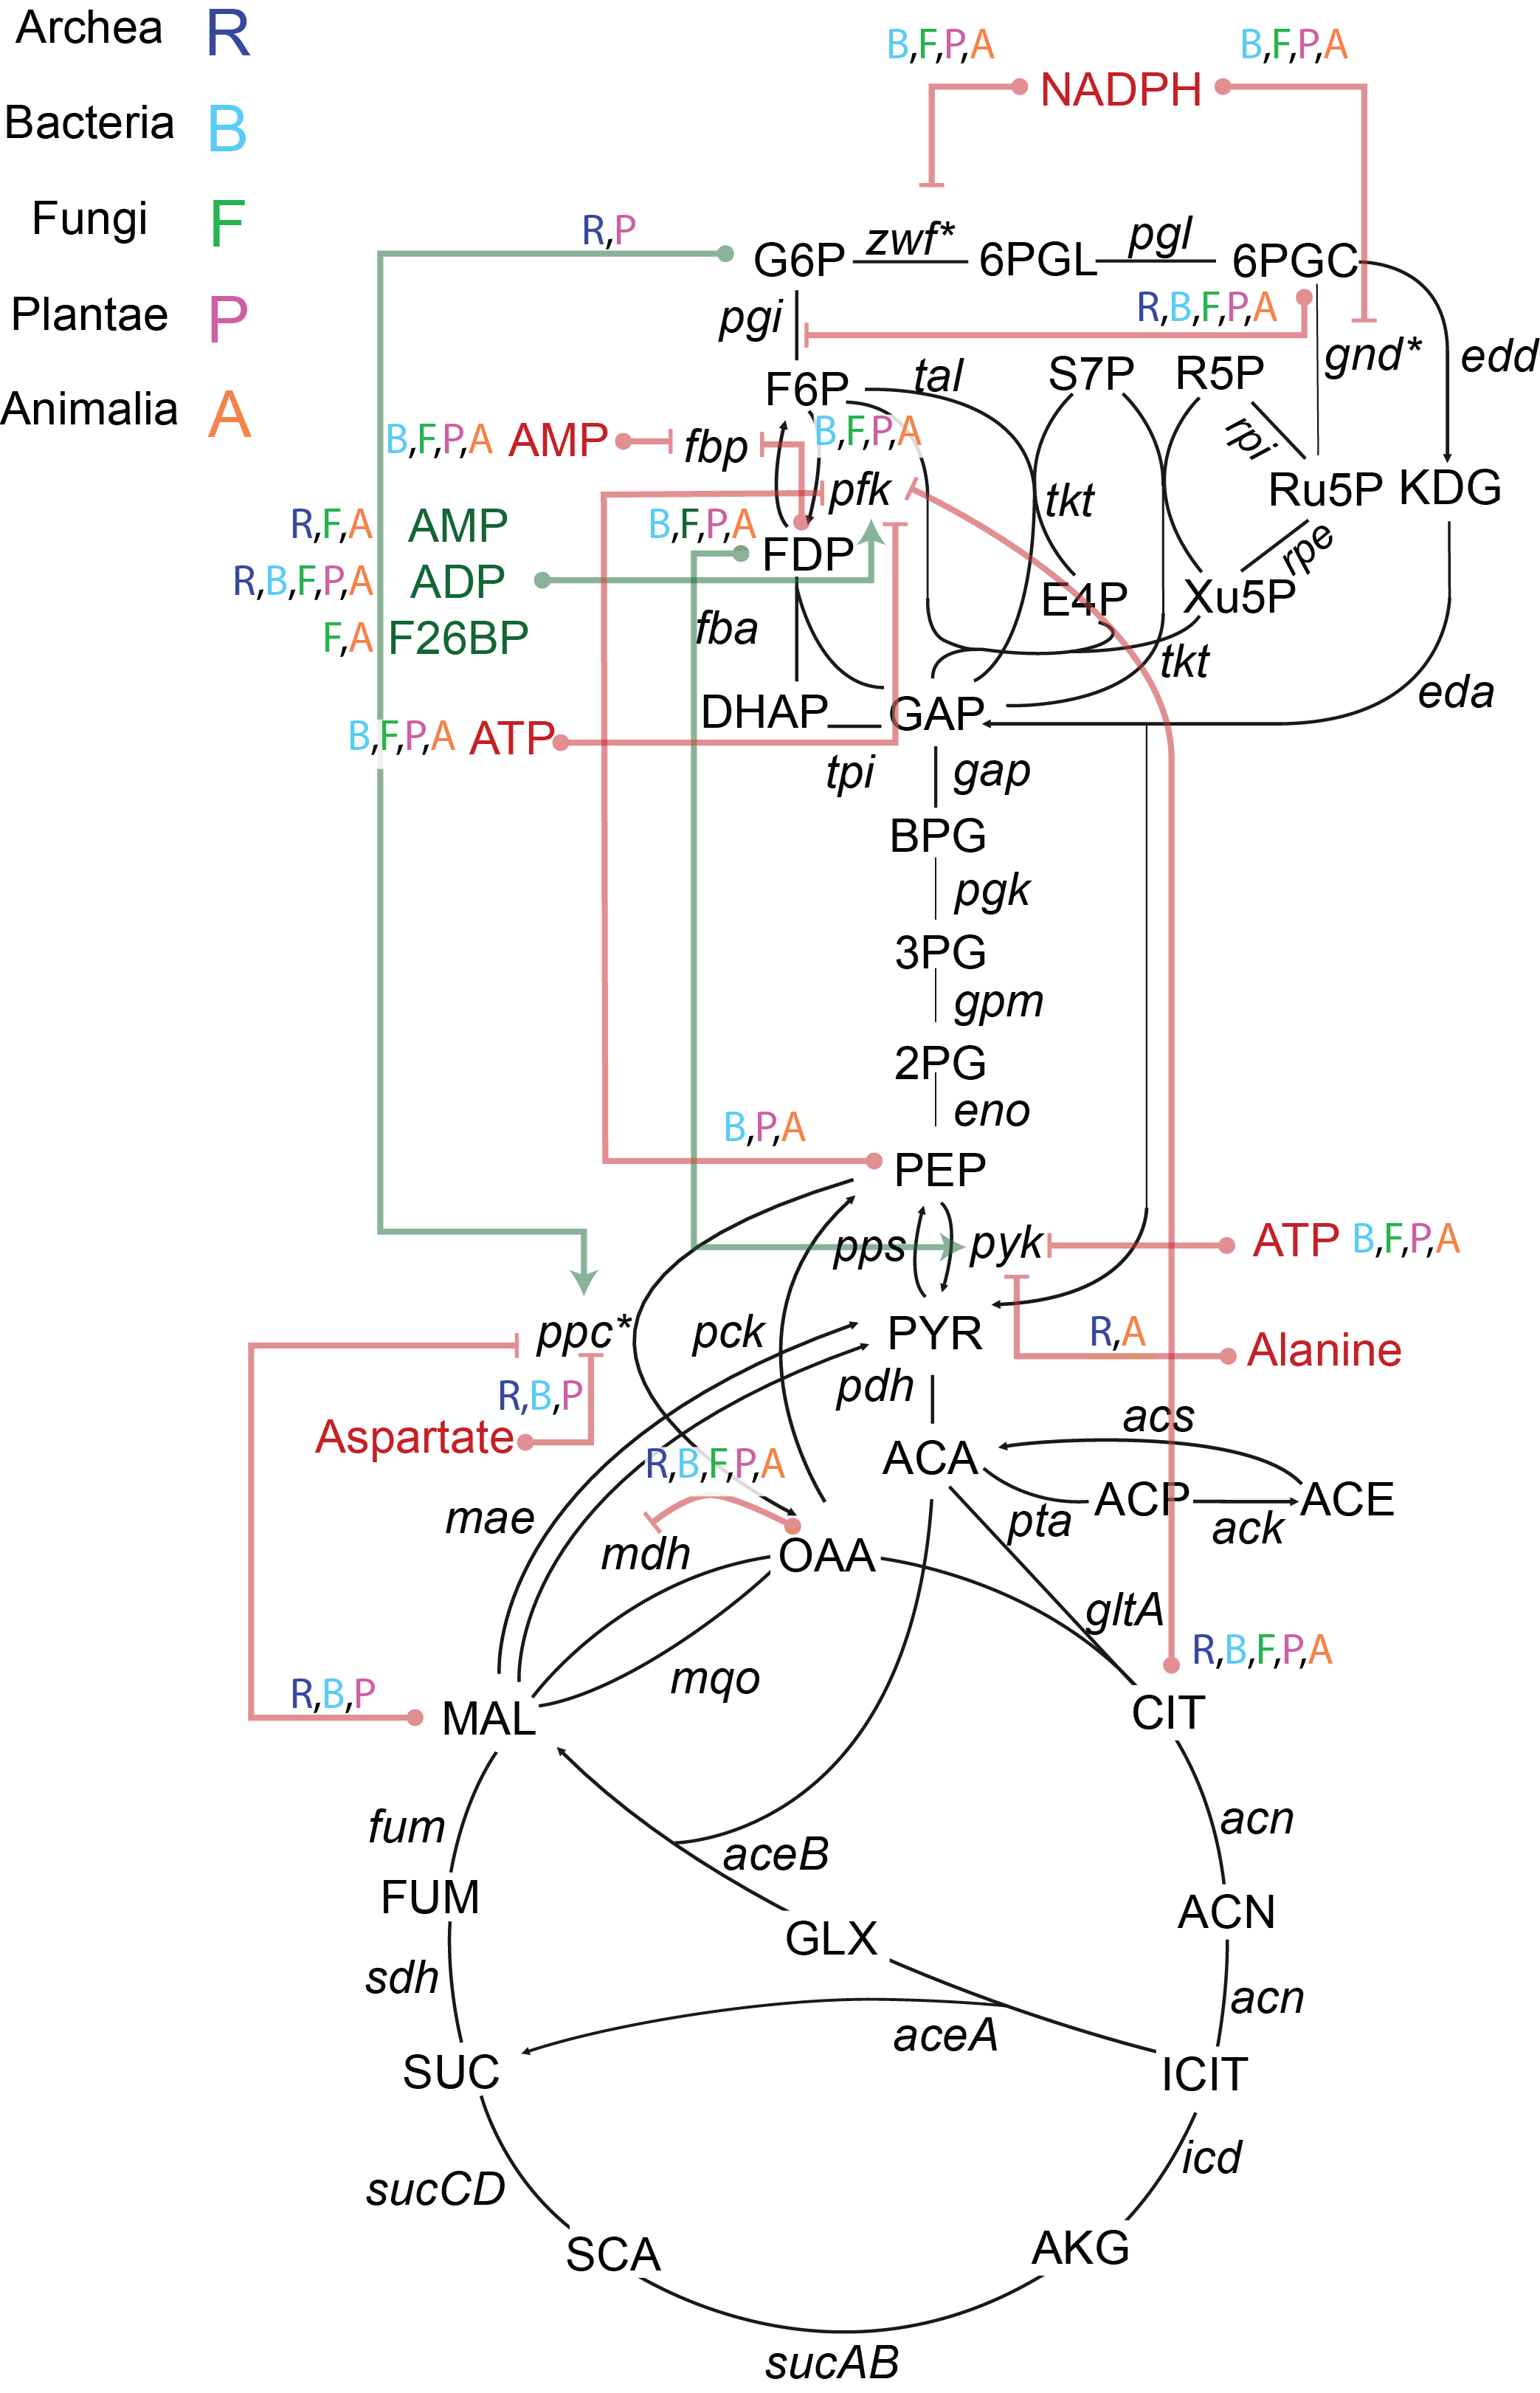 Archea R
Bacteria B
Fungi F
Plantae P
Animalia A
B,F,P,A
B,F,P,A
NADPH
R,P
G6P
zwf*
6PGL
pgl
6PGC
R,B,F,P,A
pgi
gnd*
edd
F6P
tal
S7P
R5P
B,F,P,A AMP
fbp
B,F,P,A
rpi
pfk
tkt
Ru5P
KDG
R,F,A AMP
B,F,P,A
FDP
rpe
R,B,F,P,A ADP
E4P
Xu5P
F,A F26BP
fba
tkt
eda
DHAP
GAP
B,F,P,A ATP
tpi
gap
BPG
pgk
3PG
gpm
2PG
eno
B,P,A
PEP
pps
pyk
ATP B,F,P,A
ppc*
pck
PYR
R,A
Alanine
R,B,P
pdh
Aspartate
acs
R,B,F,P,A
ACA
mae
pta
ACP
ack
ACE
mdh
OAA
gltA
R,B,F,P,A
R,B,P
mqo
MAL
CIT
fum
aceB
acn
FUM
GLX
ACN
sdh
acn
aceA
SUC
ICIT
icd
sucCD
SCA
AKG
sucAB